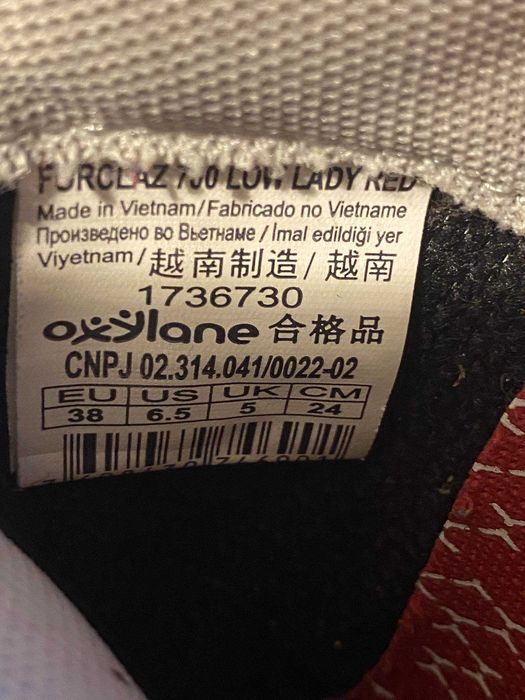 FORCLAZ 700 LOW LADY RED
Made in Vietnam/Fabricado no Vietname
Произведено во Вьетнаме / İmal edildiği yer
Viyetnam/越南制造/越南
1736730
oxylane 合格品
CNPJ 02.314.041/0022-02
EU US UK CM
38 6.5 5 24